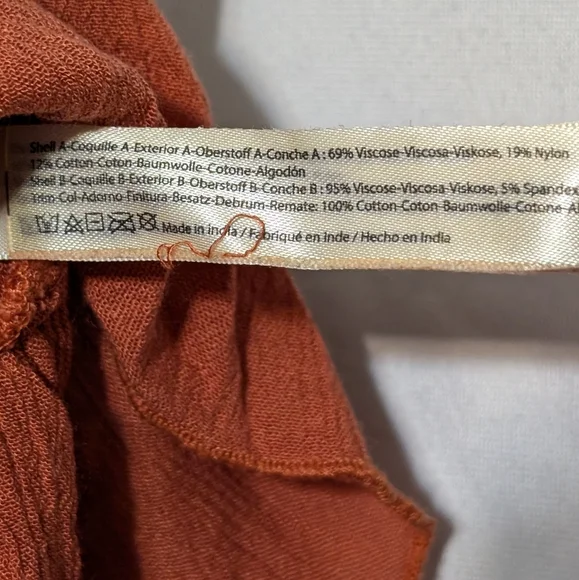 Shell A-Coquille A-Exterior A-Oberstoff A-Conche A : 69% Viscose-Viscosa-Viskose, 19% Nylon
12% Cotton-Coton-Baumwolle-Cotone-Algodón
Shell B-Coquille B-Exterior B-Oberstoff B-Conche B : 95% Viscose-Viscosa-Viskose, 5% Spandex
Trim-Col-Adorno Finitura-Besatz-Debrum-Remate: 100% Cotton-Coton Baumwolle-Cotone-Al
Made in india / Fabriqué en Inde / Hecho en India